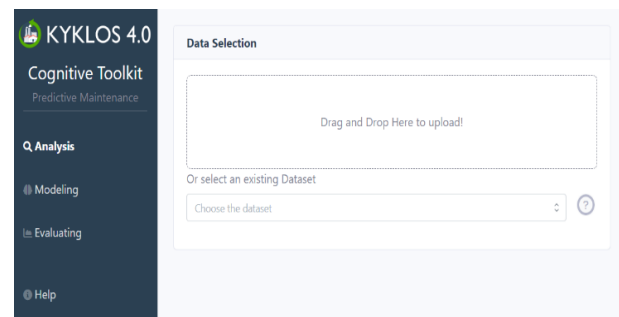 KYKLOS 4.0
Cognitive Toolkit
Predictive Maintenance
Analysis
Modeling
Evaluating
Help
Data Selection
Drag and Drop Here to upload!
Or select an existing Dataset
Choose the dataset
?